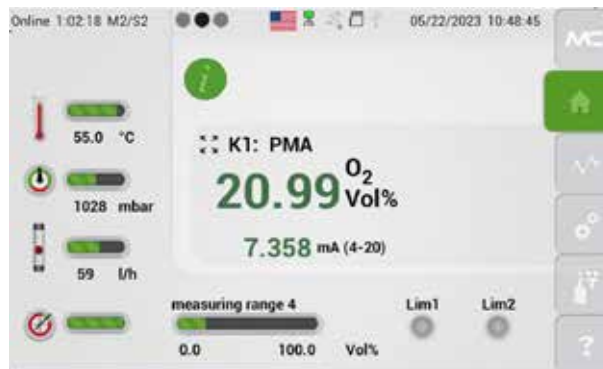 Online 1:02:18 M2/S2
05/22/2023 10:48:45
MC
55.0 °C
K1: PMA
20.99 O2 Vol%
1028 mbar
7.358 mA (4-20)
59 l/h
measuring range 4
Lim1 Lim2
0.0 100.0 Vol%
?